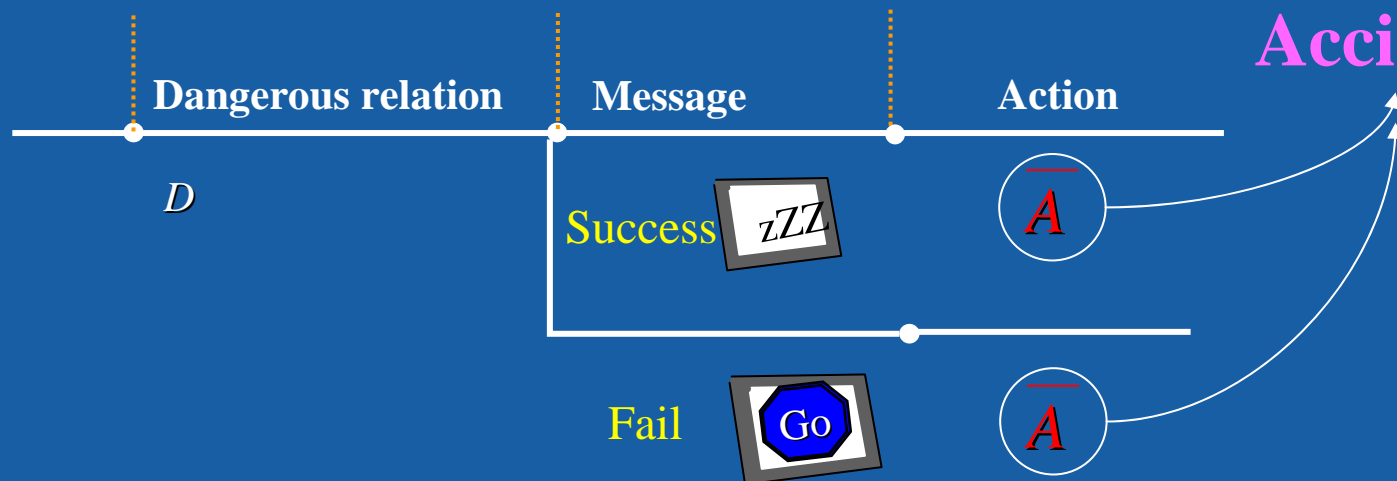 Acci
Dangerous relation Message Action
D
Success zZZ A̅
Fail Go A̅